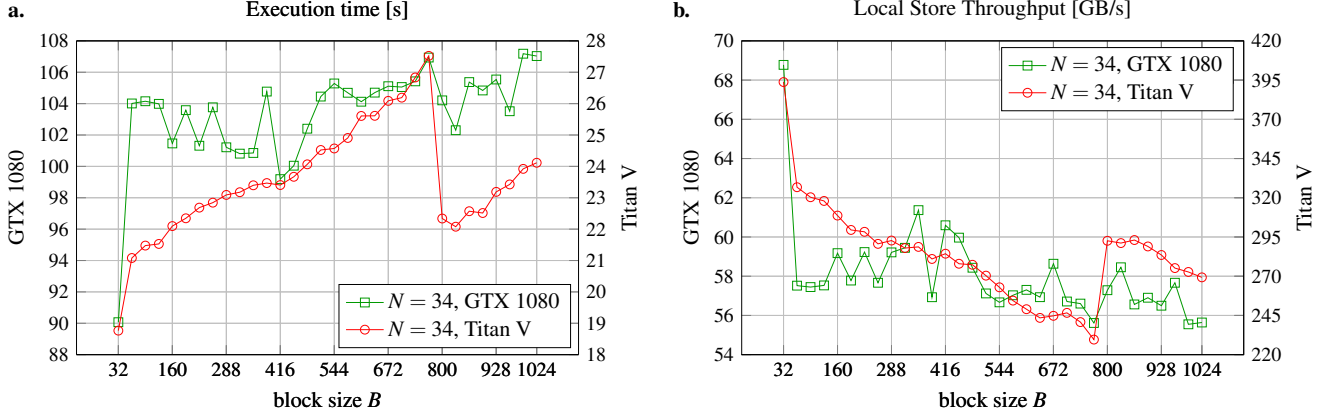 a.
Execution time [s]
108
106
104
102
100
98
96
94
92
90
88
28
27
26
25
24
23
22
21
20
19
18
GTX 1080
Titan V
N = 34, GTX 1080
N = 34, Titan V
32 160 288 416 544 672 800 928 1024
block size B
b.
Local Store Throughput [GB/s]
70
68
66
64
62
60
58
56
54
420
395
370
345
320
295
270
245
220
GTX 1080
Titan V
N = 34, GTX 1080
N = 34, Titan V
32 160 288 416 544 672 800 928 1024
block size B